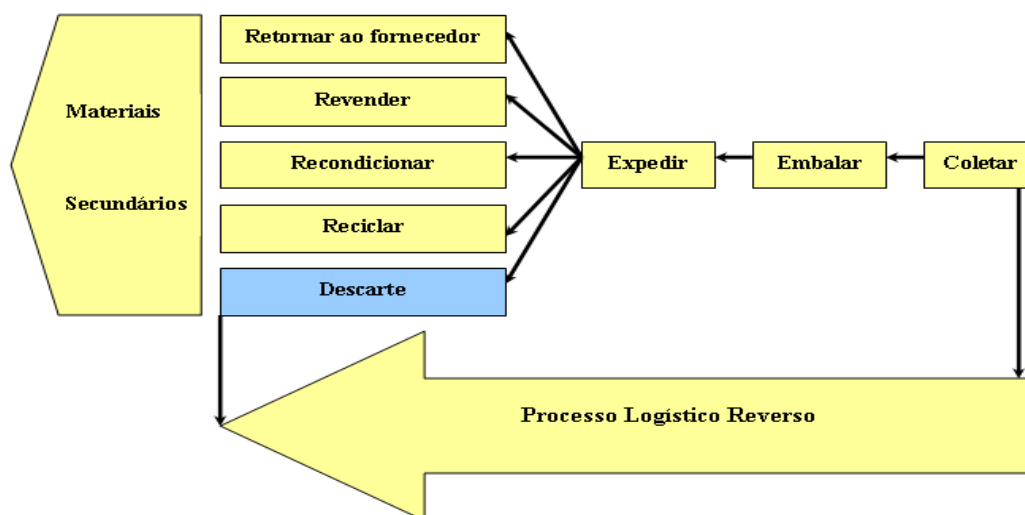 Retornar ao fornecedor
Materiais
Revender
Recondicionar
Expedir
Embalar
Coletar
Secundários
Reciclar
Descarte
Processo Logístico Reverso